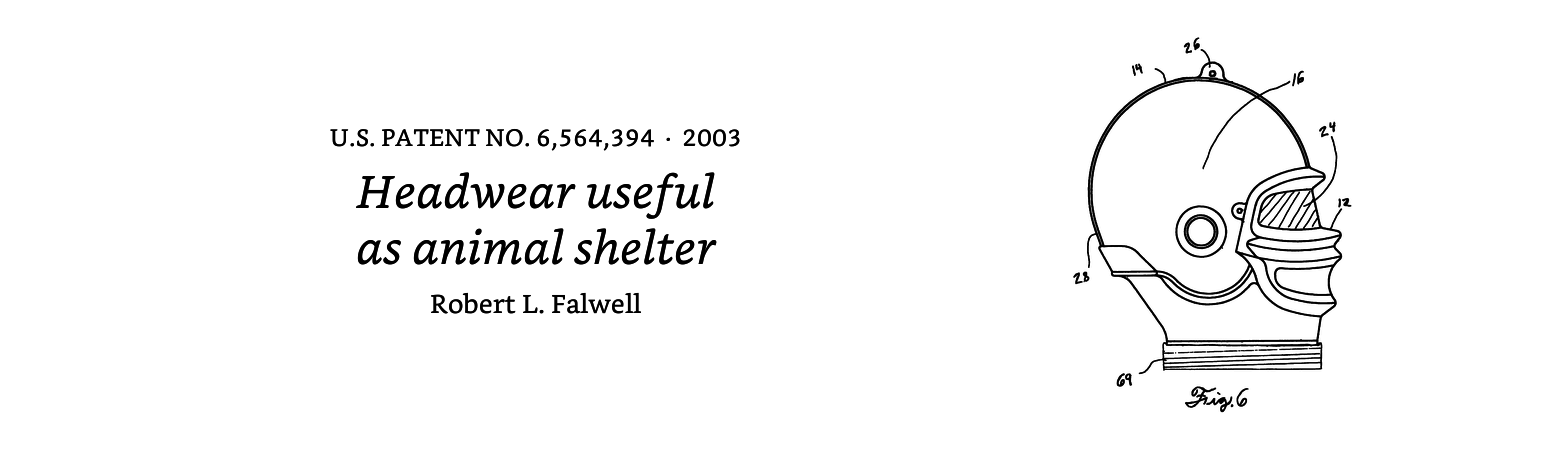 U.S. PATENT NO. 6,564,394 · 2003
Headwear useful
as animal shelter
Robert L. Falwell
26
14
16
24
12
28
69
Fig. 6